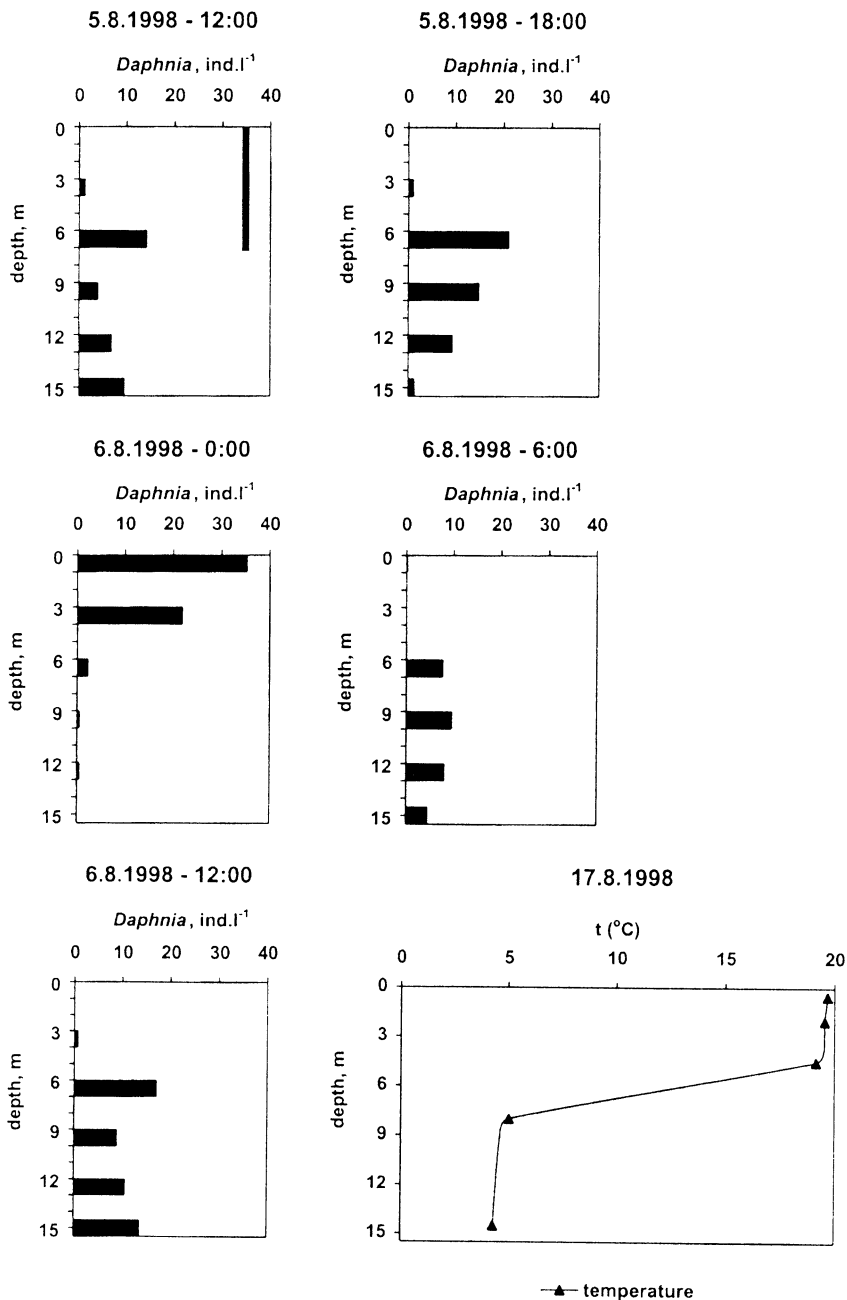 5.8.1998 - 12:00
Daphnia, ind.l⁻¹
0 10 20 30 40
depth, m
0
3
6
9
12
15
5.8.1998 - 18:00
Daphnia, ind.l⁻¹
0 10 20 30 40
depth, m
0
3
6
9
12
15
6.8.1998 - 0:00
Daphnia, ind.l⁻¹
0 10 20 30 40
depth, m
0
3
6
9
12
15
6.8.1998 - 6:00
Daphnia, ind.l⁻¹
0 10 20 30 40
depth, m
0
3
6
9
12
15
6.8.1998 - 12:00
Daphnia, ind.l⁻¹
0 10 20 30 40
depth, m
0
3
6
9
12
15
17.8.1998
t (°C)
0 5 10 15 20
depth, m
0
3
6
9
12
15
temperature